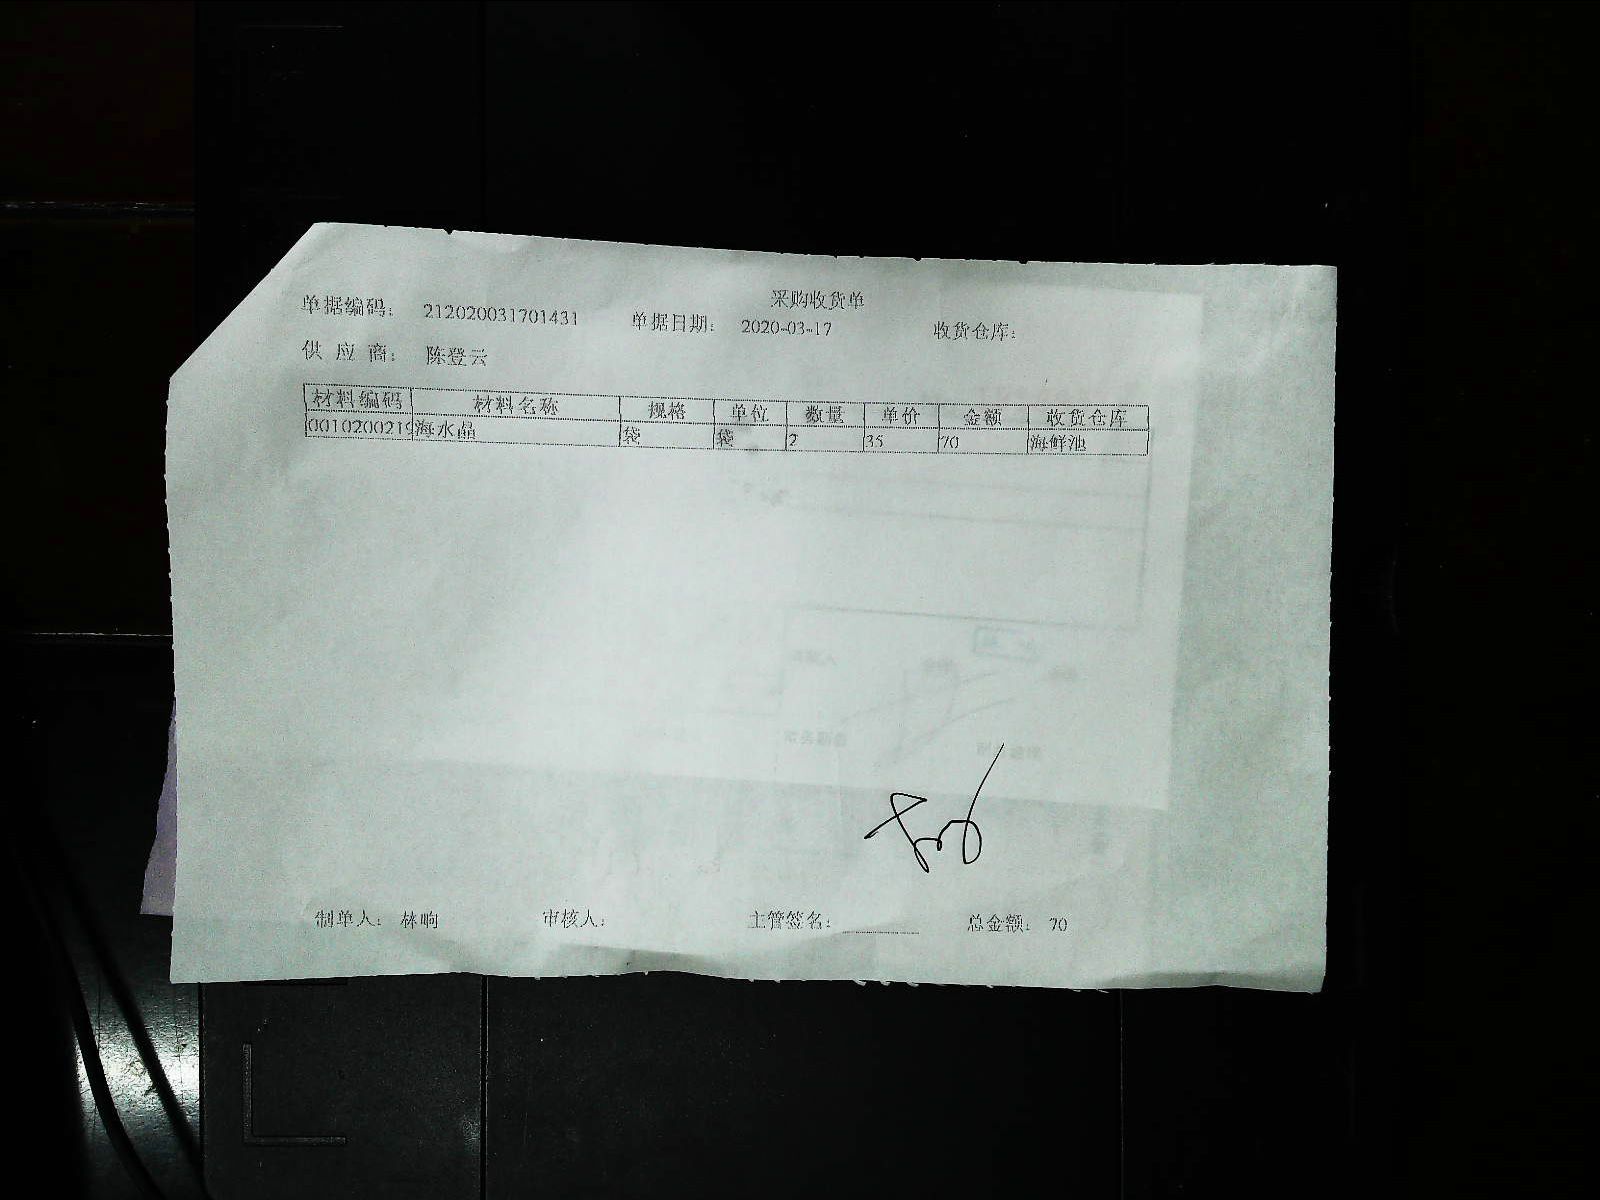 采购收货单
单据编码： 212020031701431 单据日期： 2020-03-17 收货仓库：
供 应 商： 陈登云
材料编码 材料名称 规格 单位 数量 单价 金额 收货仓库
0010200219 海水晶 袋 袋 2 35 70 海鲜池
制单人： 林晌 审核人： 主管签名： 总金额： 70